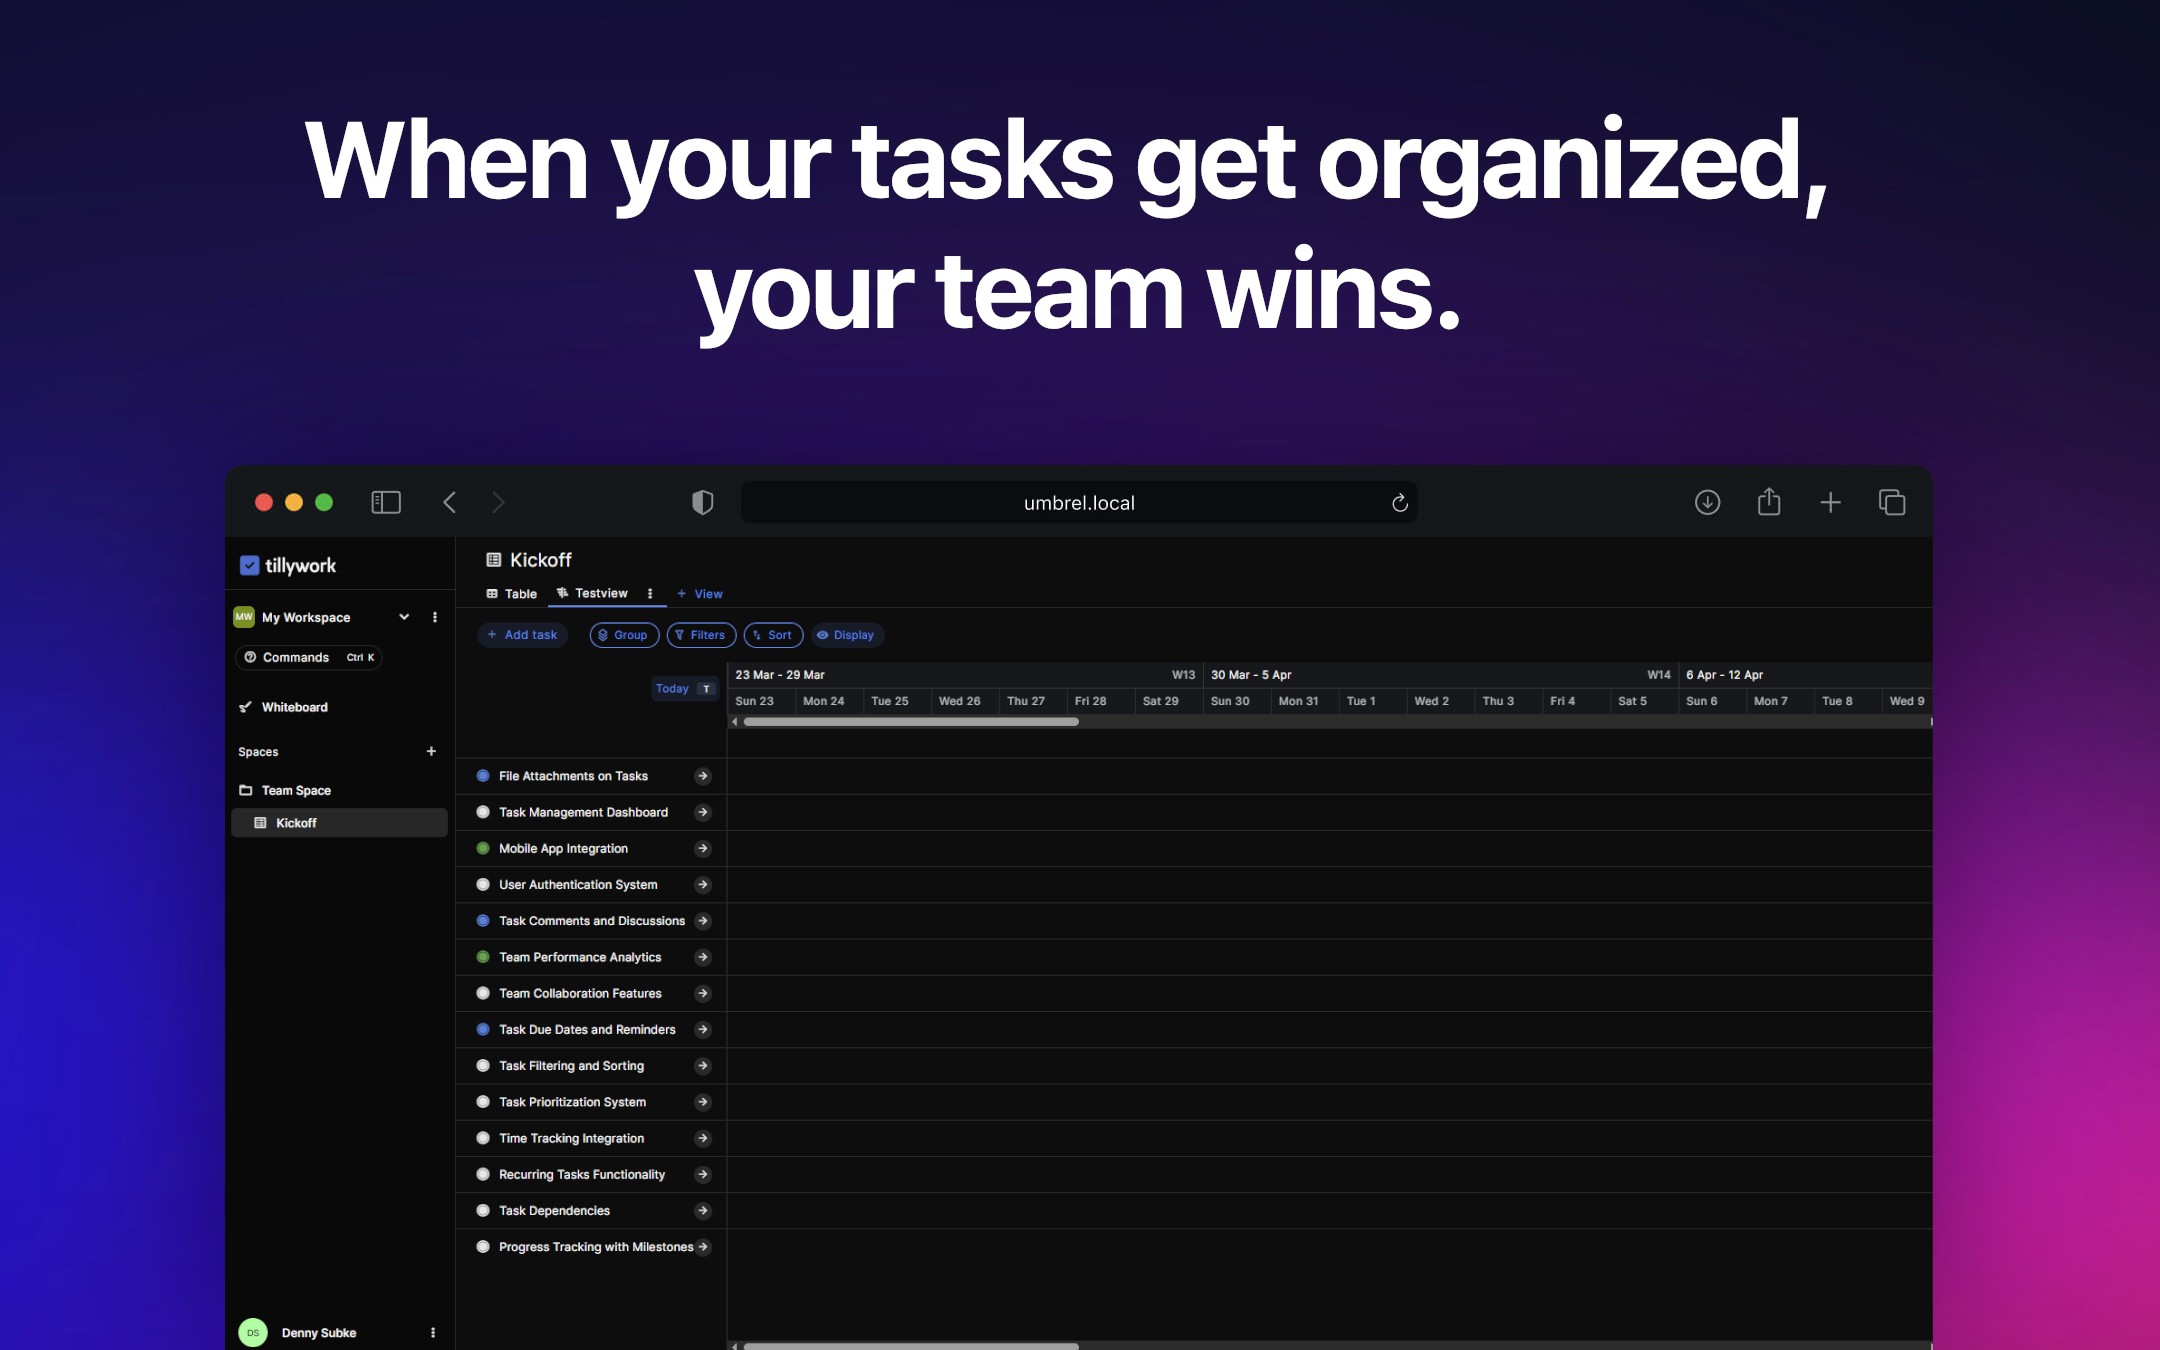 When your tasks get organized,
your team wins.
umbrel.local
tillywork
MW My Workspace
Commands Ctrl K
Whiteboard
Spaces +
Team Space
Kickoff
DS Denny Subke
Kickoff
Table Testview + View
+ Add task Group Filters Sort Display
Today T
23 Mar - 29 Mar W13 30 Mar - 5 Apr W14 6 Apr - 12 Apr
Sun 23 Mon 24 Tue 25 Wed 26 Thu 27 Fri 28 Sat 29 Sun 30 Mon 31 Tue 1 Wed 2 Thu 3 Fri 4 Sat 5 Sun 6 Mon 7 Tue 8 Wed 9
File Attachments on Tasks
Task Management Dashboard
Mobile App Integration
User Authentication System
Task Comments and Discussions
Team Performance Analytics
Team Collaboration Features
Task Due Dates and Reminders
Task Filtering and Sorting
Task Prioritization System
Time Tracking Integration
Recurring Tasks Functionality
Task Dependencies
Progress Tracking with Milestones